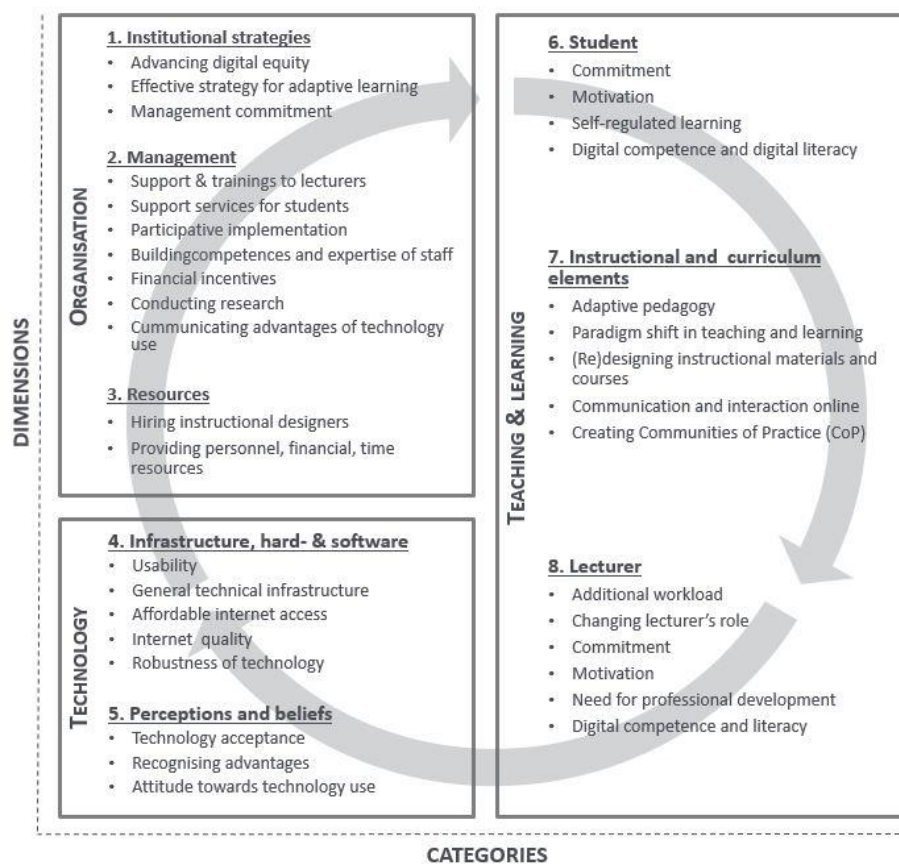 DIMENSIONS
ORGANISATION
1. Institutional strategies
• Advancing digital equity
• Effective strategy for adaptive learning
• Management commitment
2. Management
• Support & trainings to lecturers
• Support services for students
• Participative implementation
• Buildingcompetences and expertise of staff
• Financial incentives
• Conducting research
• Cummunicating advantages of technology
use
3. Resources
• Hiring instructional designers
• Providing personnel, financial, time
resources
TECHNOLOGY
4. Infrastructure, hard- & software
• Usability
• General technical infrastructure
• Affordable internet access
• Internet quality
• Robustness of technology
5. Perceptions and beliefs
• Technology acceptance
• Recognising advantages
• Attitude towards technology use
TEACHING & LEARNING
6. Student
• Commitment
• Motivation
• Self-regulated learning
• Digital competence and digital literacy
7. Instructional and curriculum
elements
• Adaptive pedagogy
• Paradigm shift in teaching and learning
• (Re)designing instructional materials and
courses
• Communication and interaction online
• Creating Communities of Practice (CoP)
8. Lecturer
• Additional workload
• Changing lecturer's role
• Commitment
• Motivation
• Need for professional development
• Digital competence and literacy
CATEGORIES